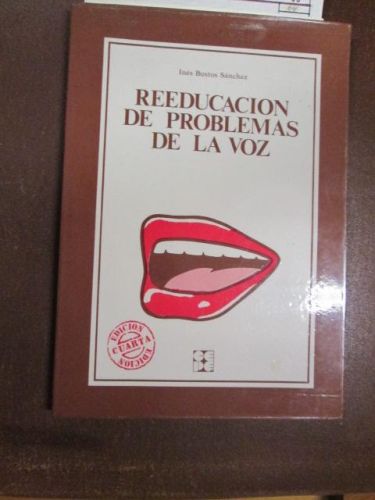 Inés Bustos Sánchez
REEDUCACION
DE PROBLEMAS
DE LA VOZ
EDICION
CUARTA
EDICION